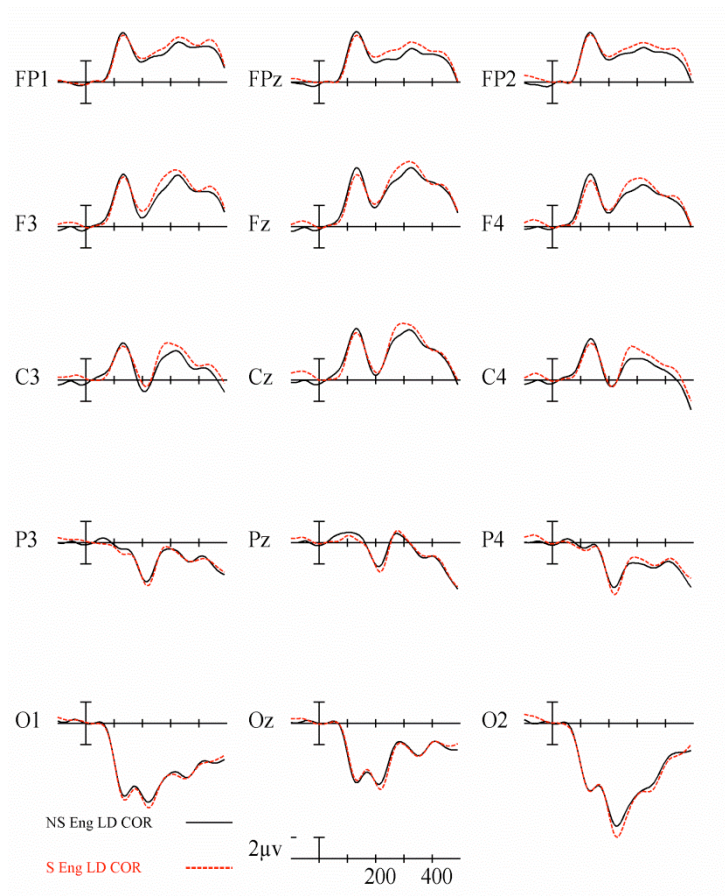 FP1 FPz FP2
F3 Fz F4
C3 Cz C4
P3 Pz P4
O1 Oz O2
NS Eng LD COR
2µv
S Eng LD COR
200 400